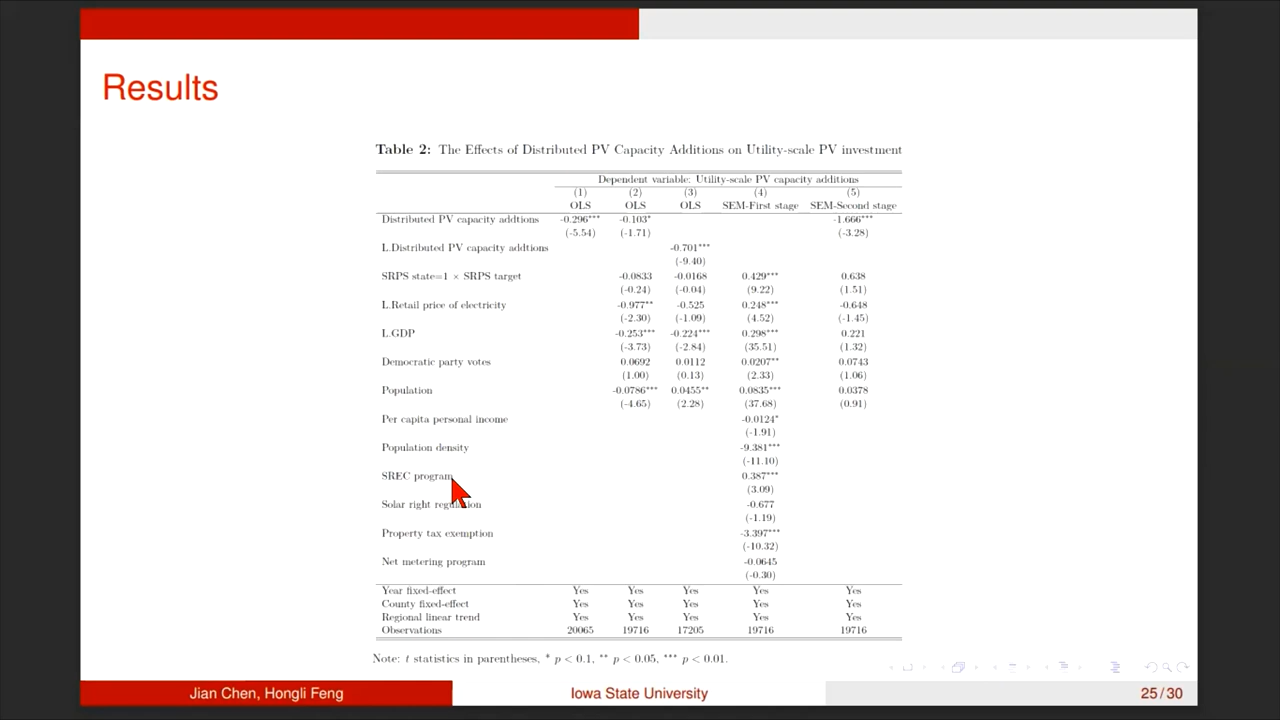 Results
Table 2: The Effects of Distributed PV Capacity Additions on Utility-scale PV investment
Dependent variable: Utility-scale PV capacity additions
(1) (2) (3) (4) (5)
OLS OLS OLS SEM-First stage SEM-Second stage
Distributed PV capacity addtions -0.296*** -0.103* -1.666***
(-5.54) (-1.71) (-3.28)
L.Distributed PV capacity addtions -0.701***
(-9.40)
SRPS state=1 × SRPS target -0.0833 -0.0168 0.429*** 0.638
(-0.24) (-0.04) (9.22) (1.51)
L.Retail price of electricity -0.977** -0.525 0.248*** -0.648
(-2.30) (-1.09) (4.52) (-1.45)
L.GDP -0.253*** -0.224*** 0.298*** 0.221
(-3.73) (-2.84) (35.51) (1.32)
Democratic party votes 0.0692 0.0112 0.0207** 0.0743
(1.00) (0.13) (2.33) (1.06)
Population -0.0786*** 0.0455** 0.0835*** 0.0378
(-4.65) (2.28) (37.68) (0.91)
Per capita personal income -0.0124*
(-1.91)
Population density -9.381***
(-11.10)
SREC program 0.387***
(3.09)
Solar right regulation -0.677
(-1.19)
Property tax exemption -3.397***
(-10.32)
Net metering program -0.0645
(-0.30)
Year fixed-effect Yes Yes Yes Yes Yes
County fixed-effect Yes Yes Yes Yes Yes
Regional linear trend Yes Yes Yes Yes Yes
Observations 20065 19716 17205 19716 19716
Note: t statistics in parentheses, * p < 0.1, ** p < 0.05, *** p < 0.01.
Jian Chen, Hongli Feng
Iowa State University
25 / 30